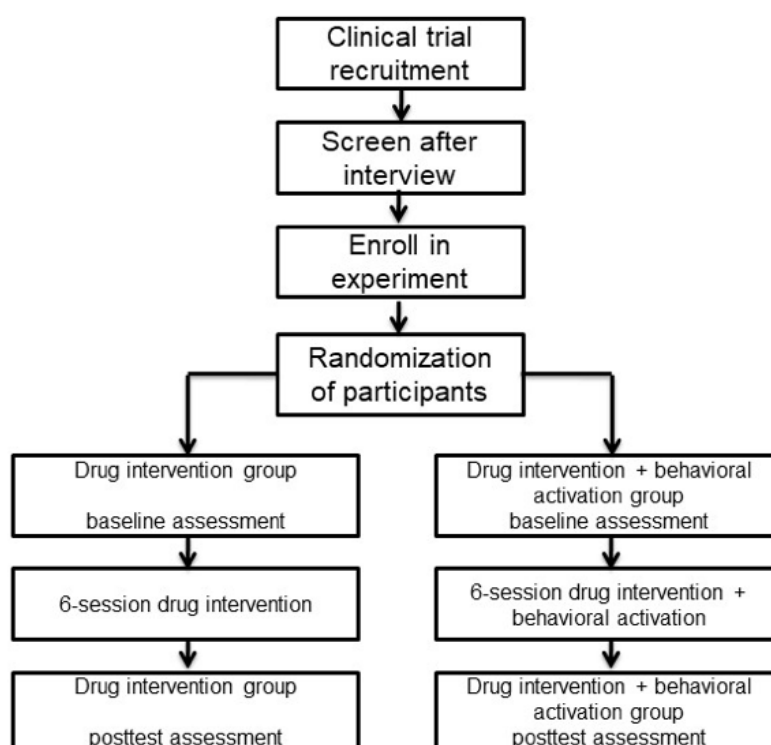 Clinical trial
recruitment
Screen after
interview
Enroll in
experiment
Randomization
of participants
Drug intervention group
baseline assessment
Drug intervention + behavioral
activation group
baseline assessment
6-session drug intervention
6-session drug intervention +
behavioral activation
Drug intervention group
posttest assessment
Drug intervention + behavioral
activation group
posttest assessment